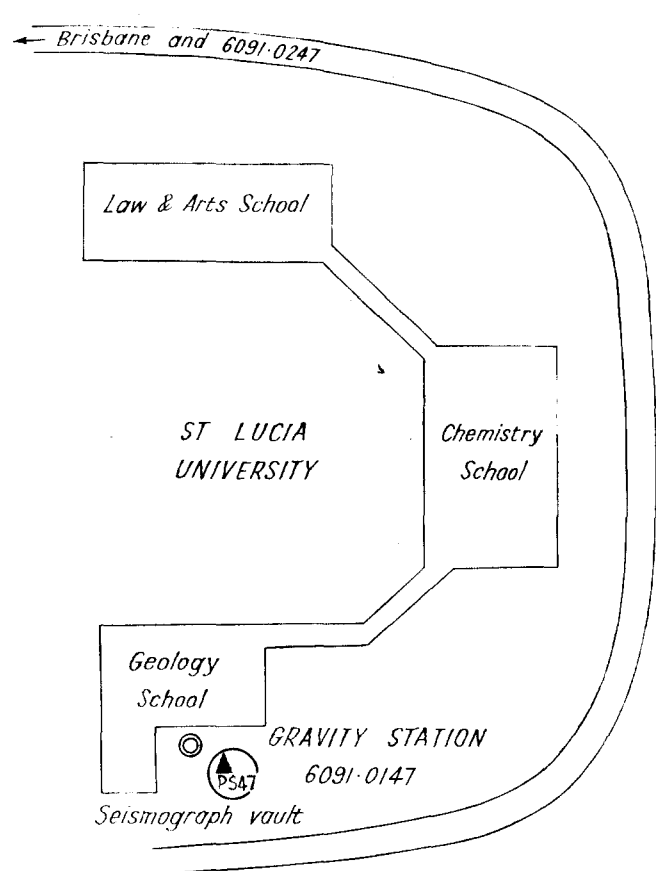 Brisbane and 6091·0247
Law & Arts School
ST LUCIA
UNIVERSITY
Chemistry
School
Geology
School
GRAVITY STATION
6091·0147
PS47
Seismograph vault